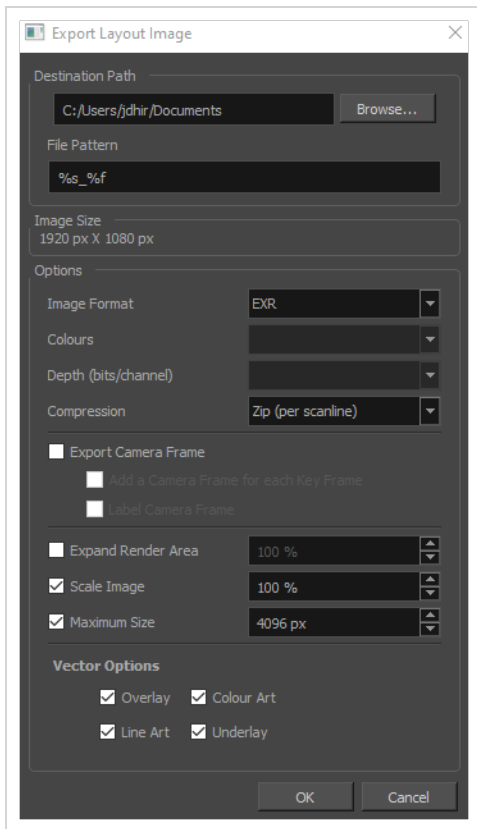 Export Layout Image
Destination Path
C:/Users/jdhir/Documents
Browse...
File Pattern
%s_%f
Image Size
1920 px X 1080 px
Options
Image Format EXR
Colours
Depth (bits/channel)
Compression Zip (per scanline)
Export Camera Frame
Add a Camera Frame for each Key Frame
Label Camera Frame
Expand Render Area 100 %
Scale Image 100 %
Maximum Size 4096 px
Vector Options
Overlay Colour Art
Line Art Underlay
OK Cancel